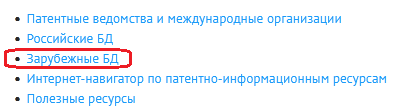 Патентные ведомства и международные организации
Российские БД
Зарубежные БД
Интернет-навигатор по патентно-информационным ресурсам
Полезные ресурсы